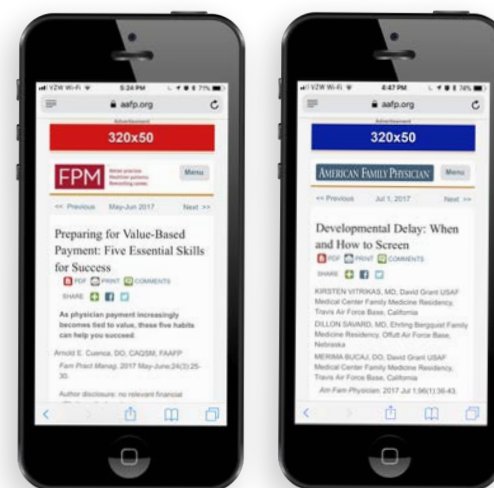 VZW Wi-Fi 5:34 PM 71%
aafp.org
Advertisement
320x50
FPM
Menu
<< Previous May-Jun 2017 Next >>
Preparing for Value-Based
Payment: Five Essential Skills
for Success
PDF PRINT COMMENTS
SHARE
As physician payment increasingly
becomes tied to value, these five habits
can help you succeed.
Arnold E. Cuenca, DO, CAQSM, FAAFP
Fam Pract Manag. 2017 May-June;24(3):25-
30.
Author disclosure: no relevant financial
VZW Wi-Fi 4:47 PM 74%
aafp.org
Advertisement
320x50
AMERICAN FAMILY PHYSICIAN
Menu
<< Previous Jul 1, 2017 Next >>
Developmental Delay: When
and How to Screen
PDF PRINT COMMENTS
SHARE
KIRSTEN VITRIKAS, MD, David Grant USAF
Medical Center Family Medicine Residency,
Travis Air Force Base, California
DILLON SAVARD, MD, Ehrling Bergquist Family
Medicine Residency, Offutt Air Force Base,
Nebraska
MERIMA BUCAJ, DO, David Grant USAF
Medical Center Family Medicine Residency,
Travis Air Force Base, California
Am Fam Physician. 2017 Jul 1;96(1):36-43.